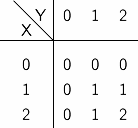 Y 0 1 2
X
0 0 0 0
1 0 1 1
2 0 1 2